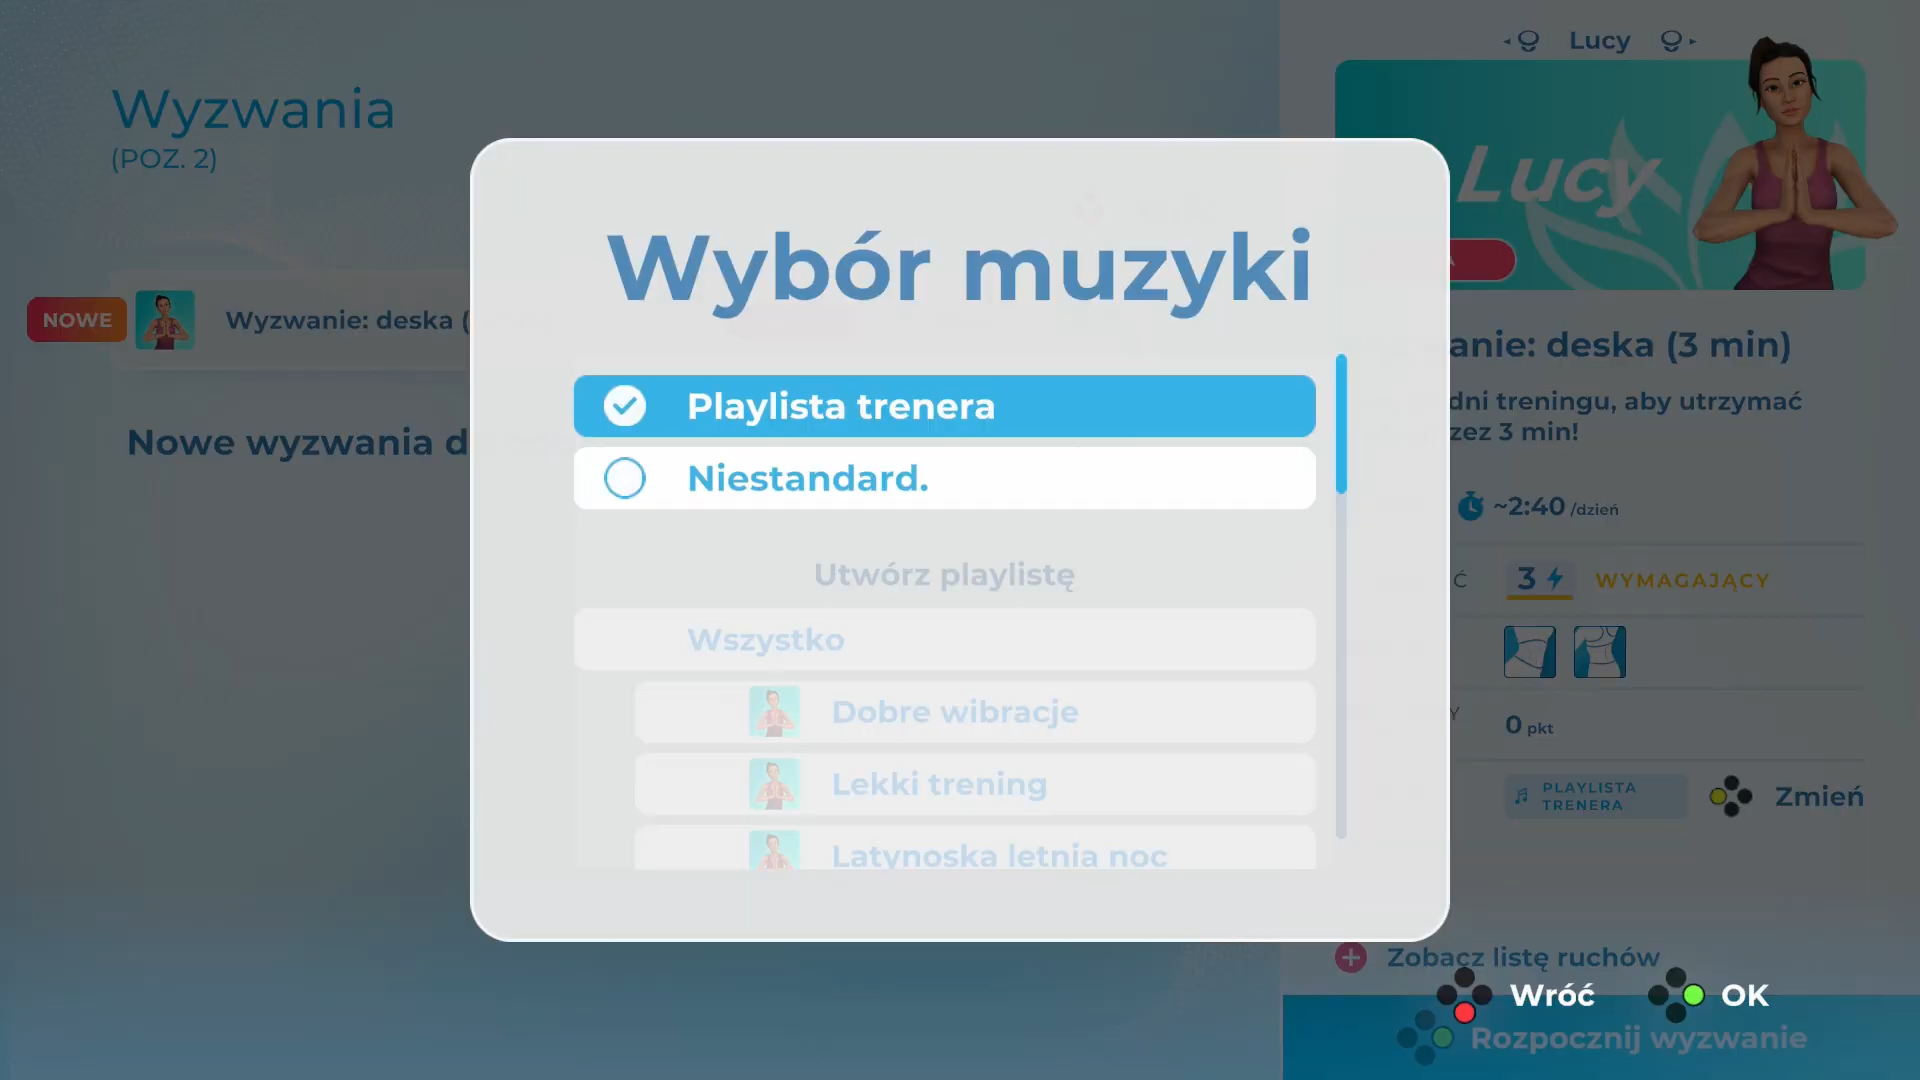 Wyzwania
(POZ. 2)
NOWE
Wyzwanie: deska (
Nowe wyzwania d
Wybór muzyki
Playlista trenera
Niestandard.
Utwórz playlistę
Wszystko
Dobre wibracje
Lekki trening
Latynoska letnia noc
Lucy
Lucy
anie: deska (3 min)
dni treningu, aby utrzymać
zez 3 min!
~2:40 /dzień
Ć 3 WYMAGAJĄCY
Y 0 pkt
PLAYLISTA
TRENERA
Zmień
Zobacz listę ruchów
Wróć OK
Rozpocznij wyzwanie